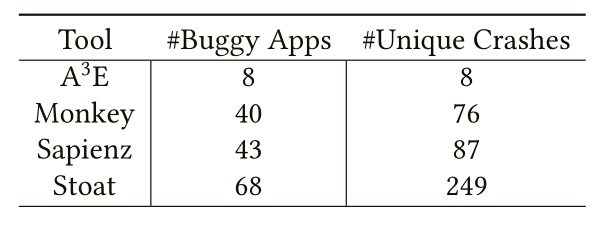 Tool #Buggy Apps #Unique Crashes
A³E 8 8
Monkey 40 76
Sapienz 43 87
Stoat 68 249